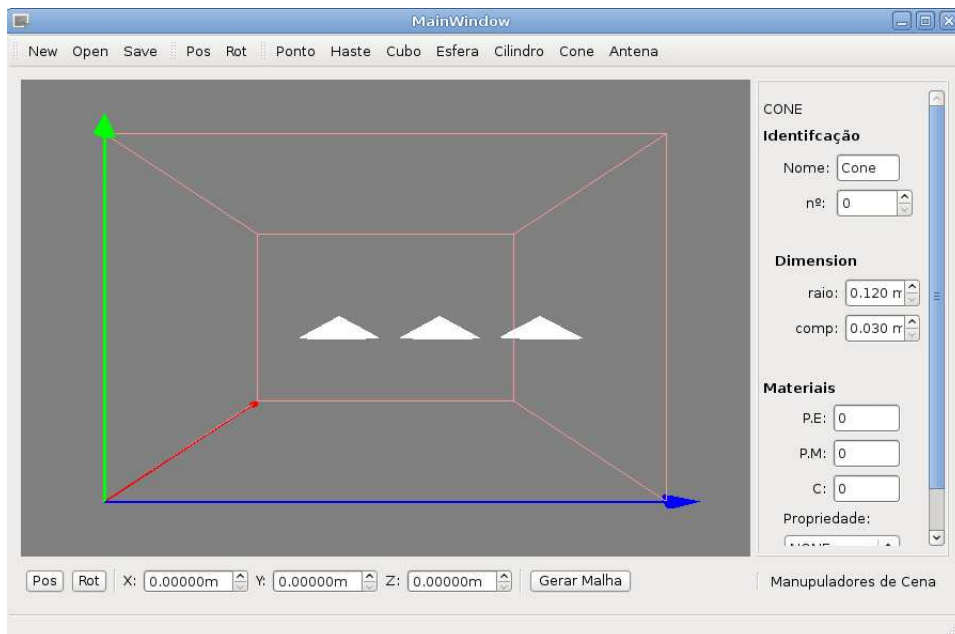 MainWindow
New Open Save Pos Rot Ponto Haste Cubo Esfera Cilindro Cone Antena
CONE
Identifcação
Nome: Cone
nº: 0
Dimension
raio: 0.120 m
comp: 0.030 m
Materiais
P.E: 0
P.M: 0
C: 0
Propriedade:
NONE
Pos Rot X: 0.00000m Y: 0.00000m Z: 0.00000m Gerar Malha Manupuladores de Cena